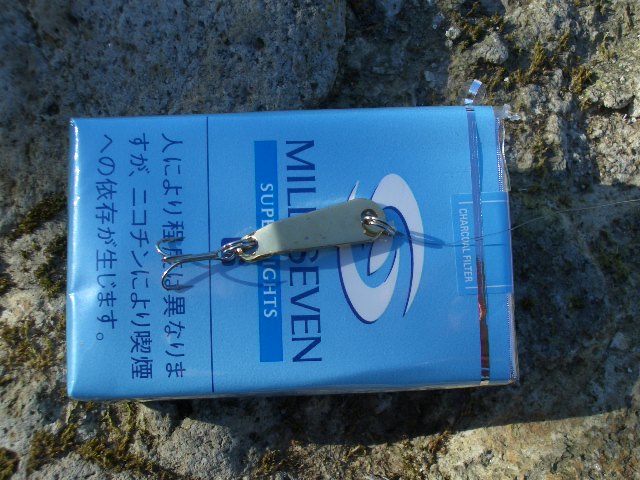 MILD SEVEN
SUPER LIGHTS
CHARCOAL FILTER
人により程度は異なりま
すが、ニコチンにより喫煙
への依存が生じます。